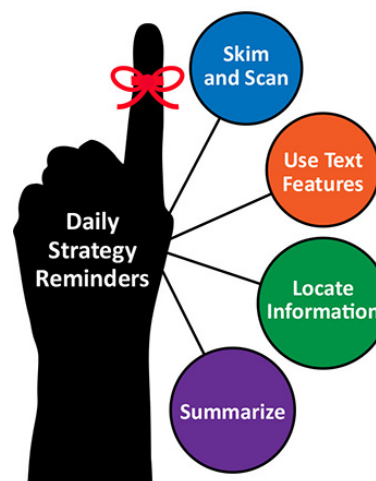 Daily
Strategy
Reminders
Skim
and Scan
Use Text
Features
Locate
Information
Summarize